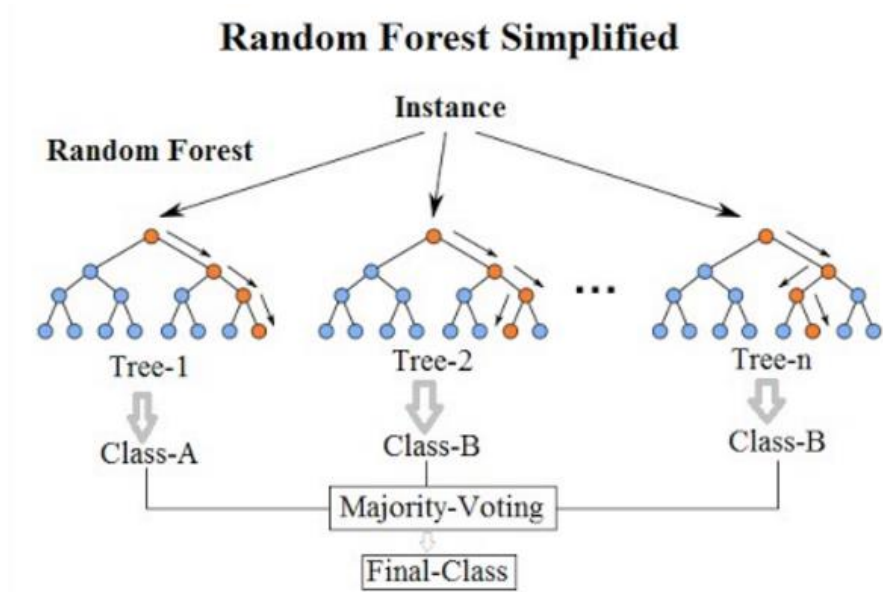 Random Forest Simplified
Instance
Random Forest
...
Tree-1
Tree-2
Tree-n
Class-A
Class-B
Class-B
Majority-Voting
Final-Class